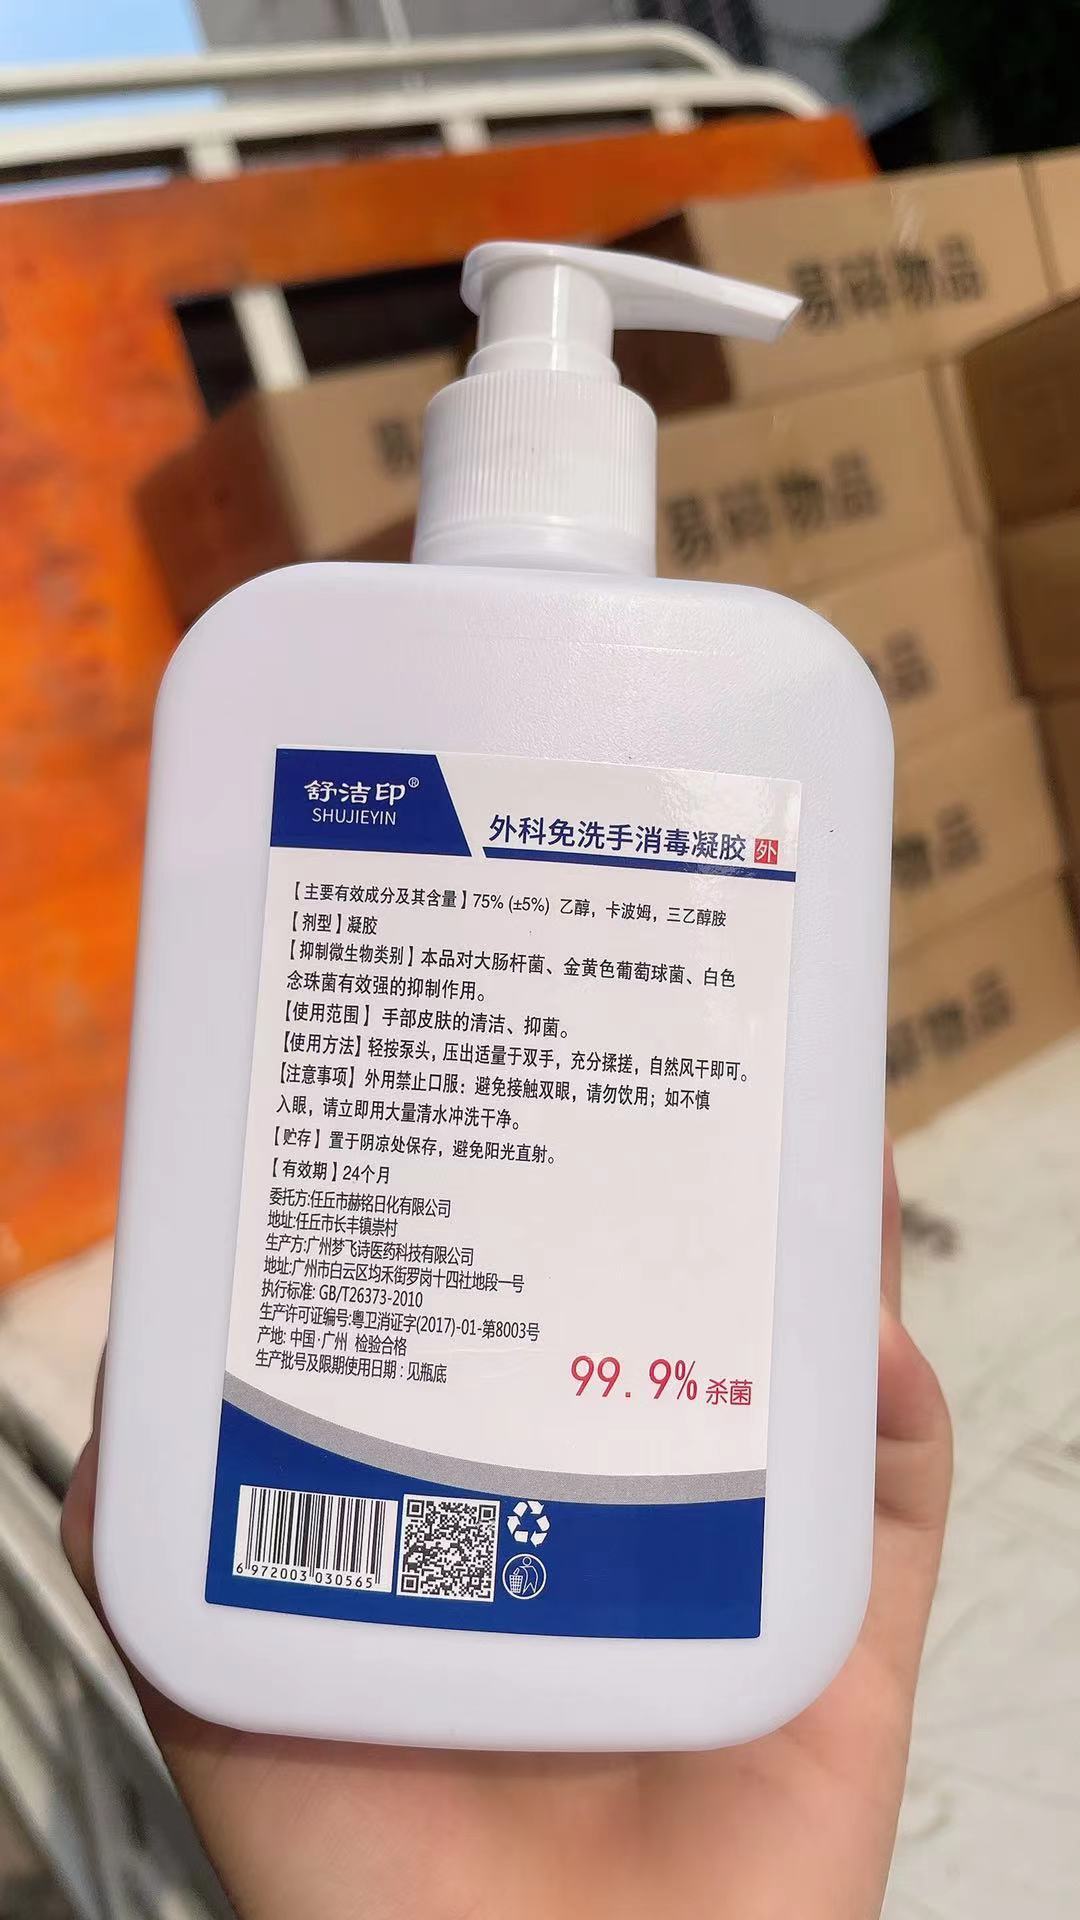 易碎物品
易碎物品
易
品
物品
物品
舒洁印®
SHUJIEYIN
外科免洗手消毒凝胶 外
【主要有效成分及其含量】75% (±5%) 乙醇，卡波姆，三乙醇胺
【剂型】凝胶
【抑制微生物类别】本品对大肠杆菌、金黄色葡萄球菌、白色
念珠菌有效强的抑制作用。
【使用范围】手部皮肤的清洁、抑菌。
【使用方法】轻按泵头，压出适量于双手，充分揉搓，自然风干即可。
【注意事项】外用禁止口服：避免接触双眼，请勿饮用；如不慎
入眼，请立即用大量清水冲洗干净。
【贮存】置于阴凉处保存，避免阳光直射。
【有效期】24个月
委托方:任丘市赫铭日化有限公司
地址:任丘市长丰镇崇村
生产方:广州梦飞诗医药科技有限公司
地址:广州市白云区均禾街罗岗十四社地段一号
执行标准: GB/T26373-2010
生产许可证编号:粤卫消证字(2017)-01-第8003号
产地: 中国·广州 检验合格
生产批号及限期使用日期：见瓶底
99.9%杀菌
6 972003 030565